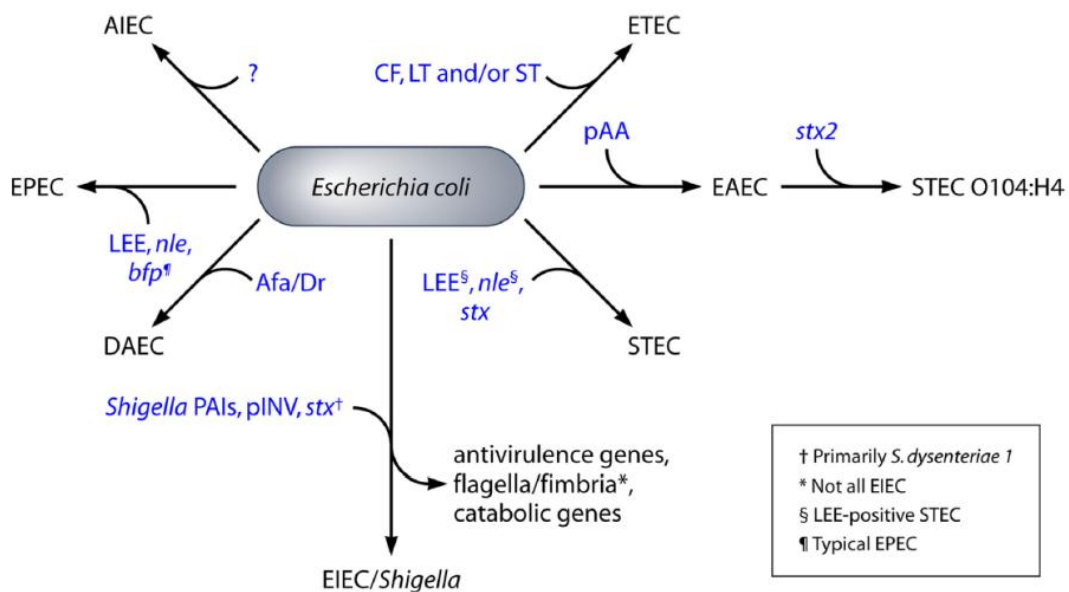 AIEC
ETEC
?
CF, LT and/or ST
pAA
stx2
EPEC
Escherichia coli
EAEC
STEC O104:H4
LEE, nle,
bfp¶
Afa/Dr
LEE§, nle§,
stx
DAEC
STEC
Shigella PAIs, pINV, stx†
antivirulence genes,
flagella/fimbria*,
catabolic genes
EIEC/Shigella
† Primarily S. dysenteriae 1
* Not all EIEC
§ LEE-positive STEC
¶ Typical EPEC